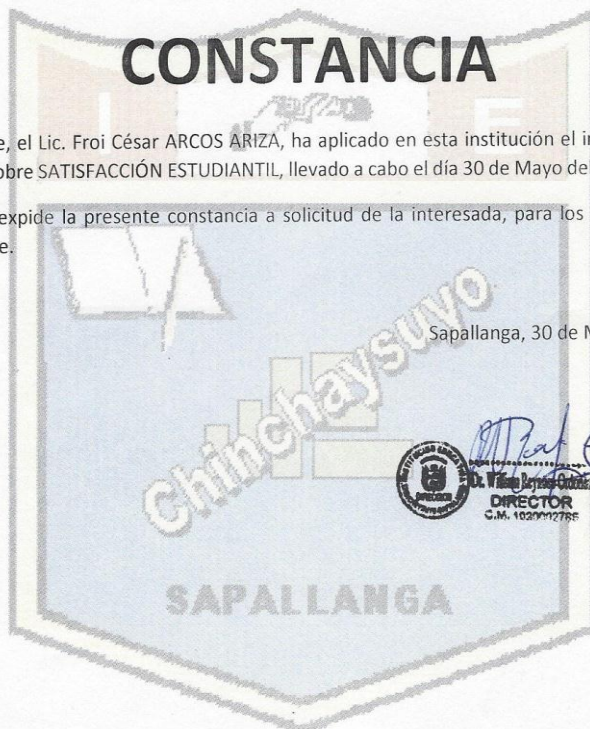 CONSTANCIA
I E
e, el Lic. Froi César ARCOS ARIZA, ha aplicado en esta institución el in
obre SATISFACCIÓN ESTUDIANTIL, llevado a cabo el día 30 de Mayo del
expide la presente constancia a solicitud de la interesada, para los
e.
Sapallanga, 30 de M
Chinchaysuyo
DIRECTOR
SAPALLANGA